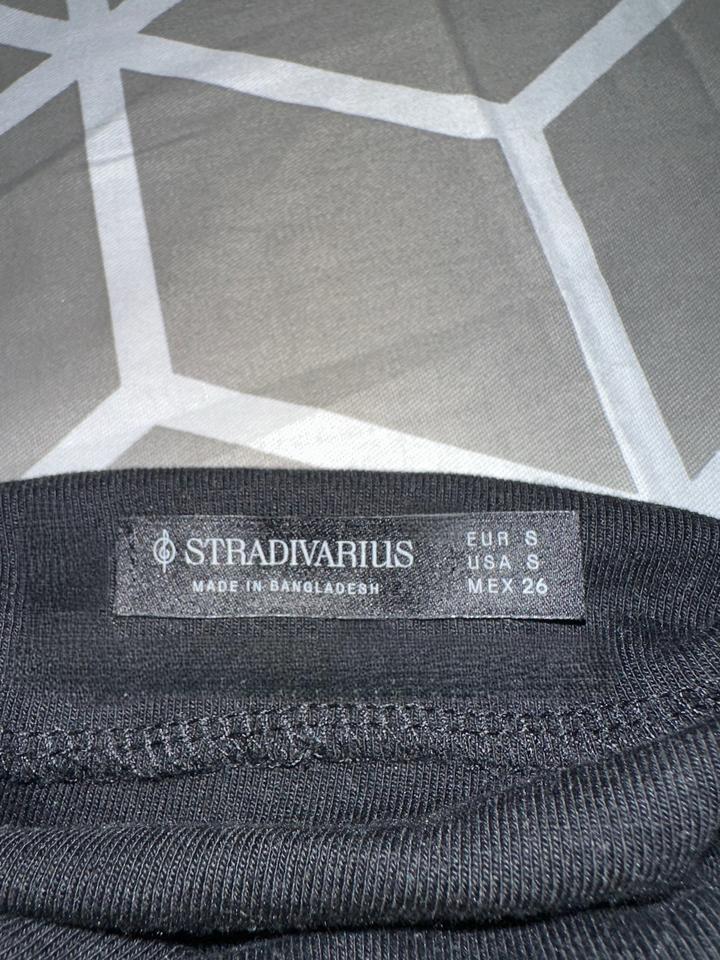 STRADIVARIUS
MADE IN BANGLADESH
EUR S
USA S
MEX 26